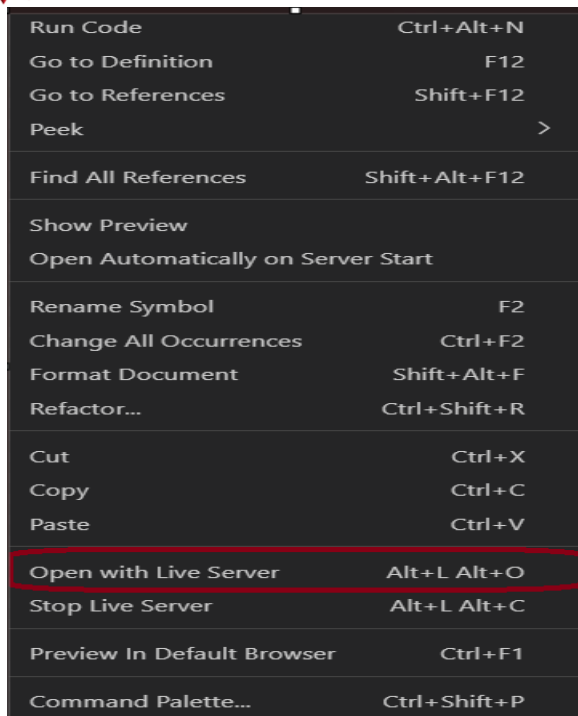 Run Code Ctrl+Alt+N
Go to Definition F12
Go to References Shift+F12
Peek >
Find All References Shift+Alt+F12
Show Preview
Open Automatically on Server Start
Rename Symbol F2
Change All Occurrences Ctrl+F2
Format Document Shift+Alt+F
Refactor... Ctrl+Shift+R
Cut Ctrl+X
Copy Ctrl+C
Paste Ctrl+V
Open with Live Server Alt+L Alt+O
Stop Live Server Alt+L Alt+C
Preview In Default Browser Ctrl+F1
Command Palette... Ctrl+Shift+P